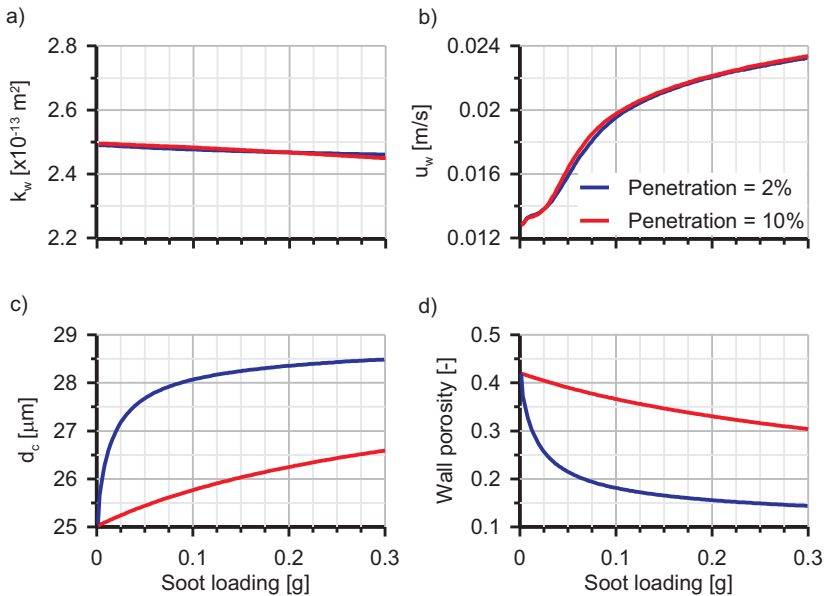 a)
k_w [x10⁻¹³ m²]
2.8
2.6
2.4
2.2
b)
u_w [m/s]
0.024
0.02
0.016
0.012
Penetration = 2%
Penetration = 10%
c)
d_c [µm]
29
28
27
26
25
0
0.1
0.2
0.3
Soot loading [g]
d)
Wall porosity [-]
0.5
0.4
0.3
0.2
0.1
0
0.1
0.2
0.3
Soot loading [g]